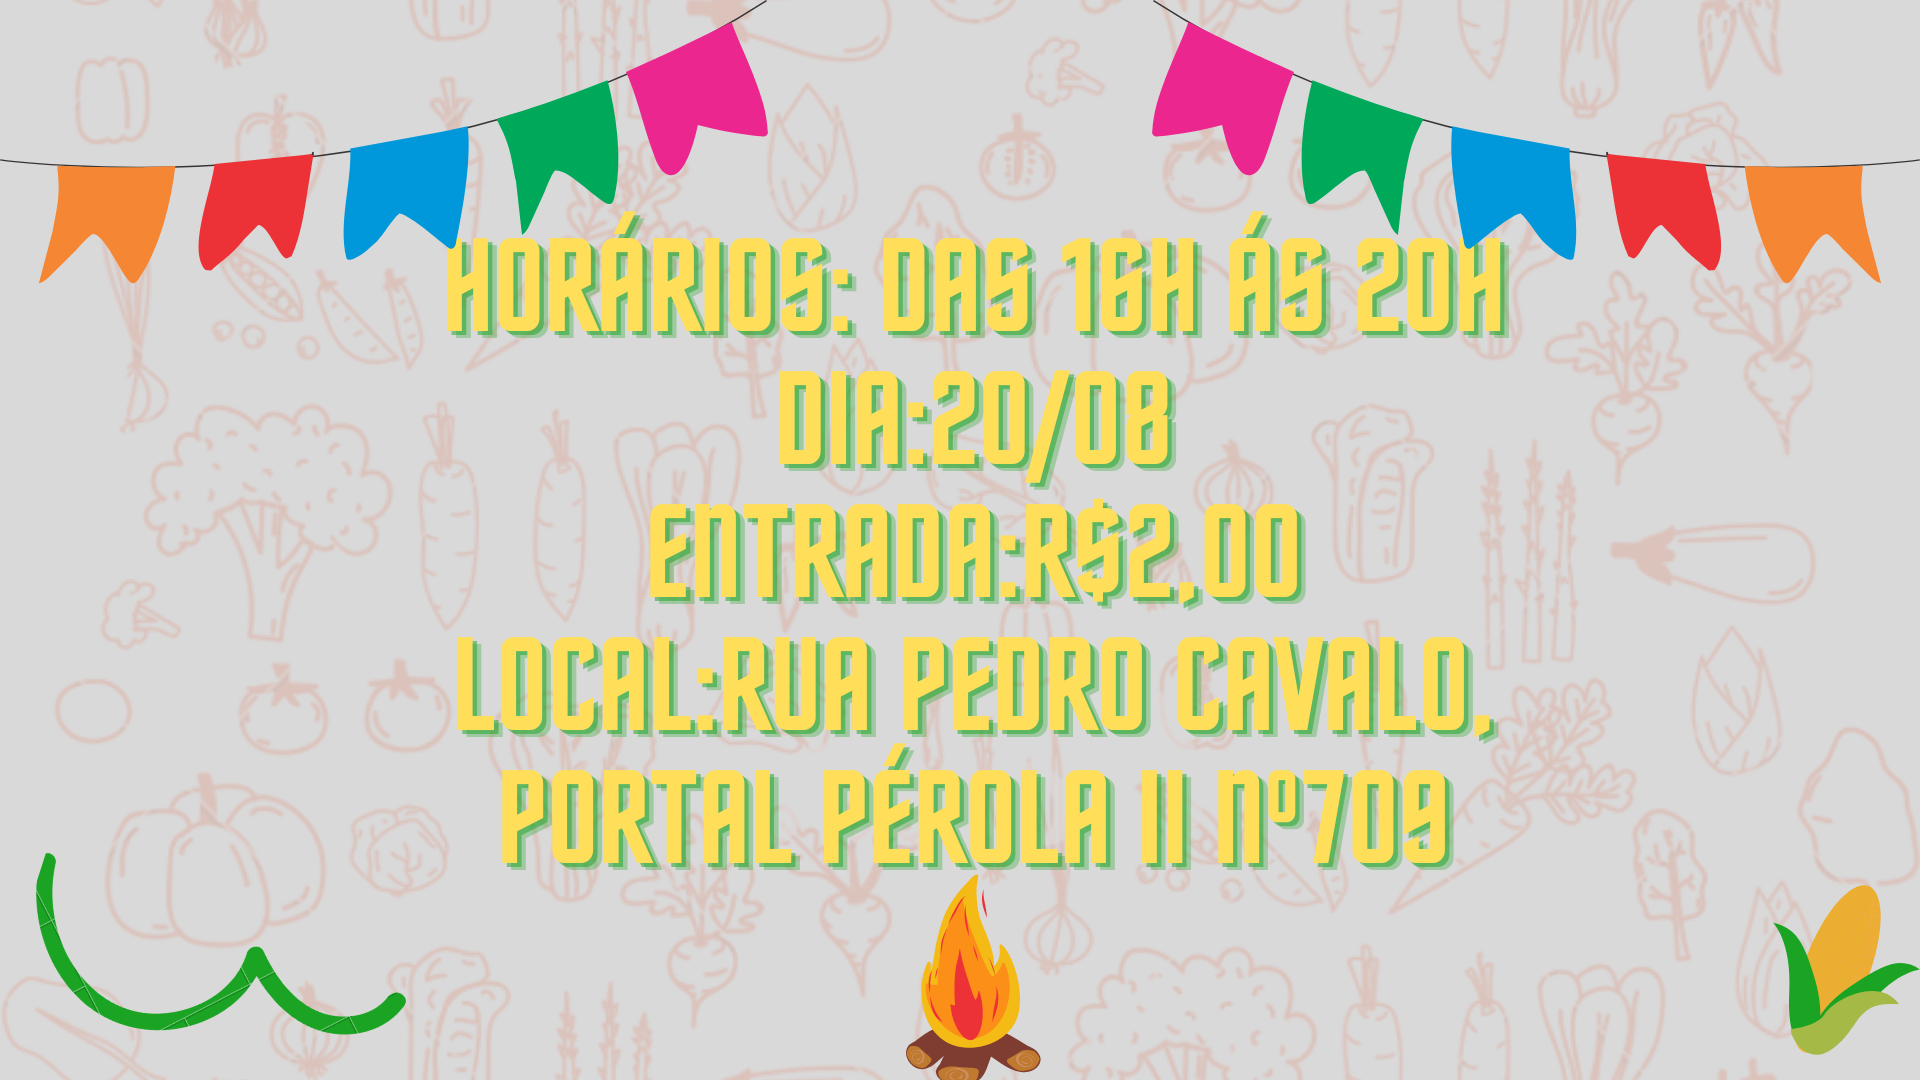 HORÁRIOS: DAS 16H ÁS 20H
DIA:20/08
ENTRADA:R$2,00
LOCAL:RUA PEDRO CAVALO,
PORTAL PÉROLA II Nº709